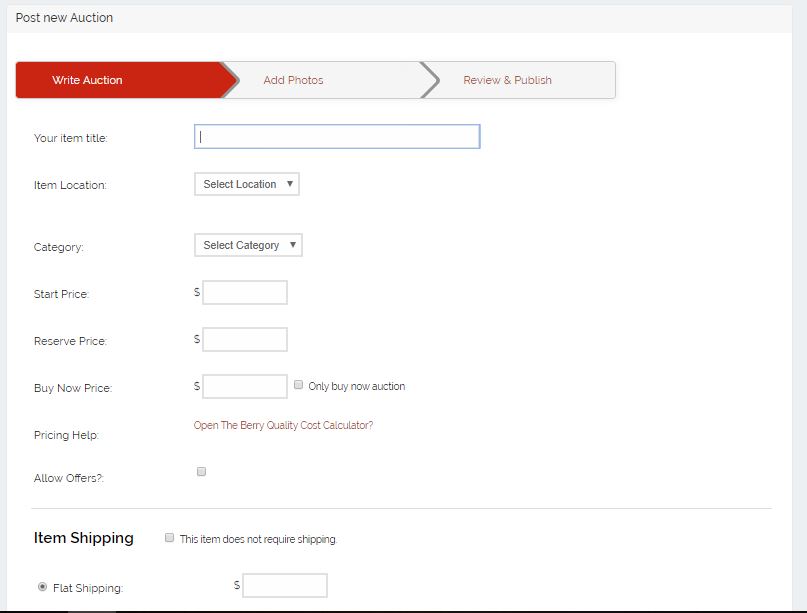 Post new Auction
Write Auction Add Photos Review & Publish
Your item title:
Item Location: Select Location
Category: Select Category
Start Price: $
Reserve Price: $
Buy Now Price: $ Only buy now auction
Pricing Help: Open The Berry Quality Cost Calculator?
Allow Offers?:
Item Shipping This item does not require shipping.
Flat Shipping: $